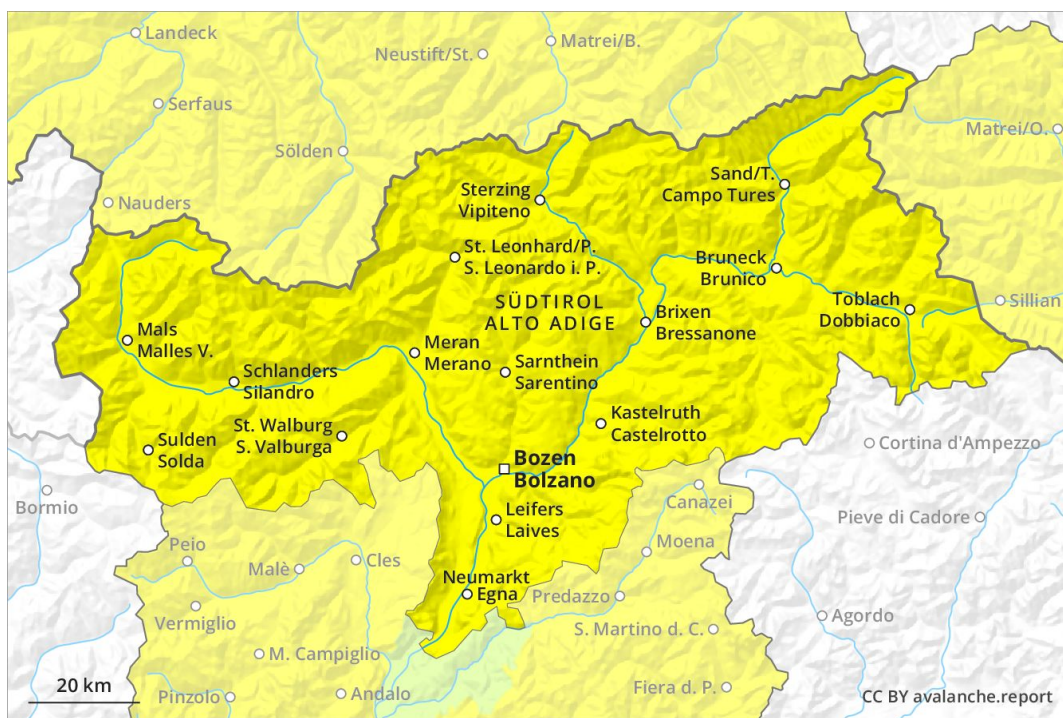 Landeck
Matrei/B.
Neustift/St.
Serfaus
Matrei/O.
Sölden
Sand/T.
Campo Tures
Sterzing
Vipiteno
Nauders
St. Leonhard/P.
S. Leonardo i. P.
Bruneck
Brunico
SÜDTIROL
ALTO ADIGE
Toblach
Dobbiaco
Sillian
Brixen
Bressanone
Mals
Malles V.
Meran
Merano
Sarnthein
Sarentino
Schlanders
Silandro
Kastelruth
Castelrotto
St. Walburg
S. Valburga
Sulden
Solda
Cortina d'Ampezzo
Bozen
Bolzano
Bormio
Canazei
Leifers
Laives
Pieve di Cadore
Moena
Peio
Cles
Malè
Neumarkt
Egna
Predazzo
Vermiglio
Agordo
S. Martino d. C.
M. Campiglio
20 km
Pinzolo
Andalo
Fiera d. P.
CC BY avalanche.report